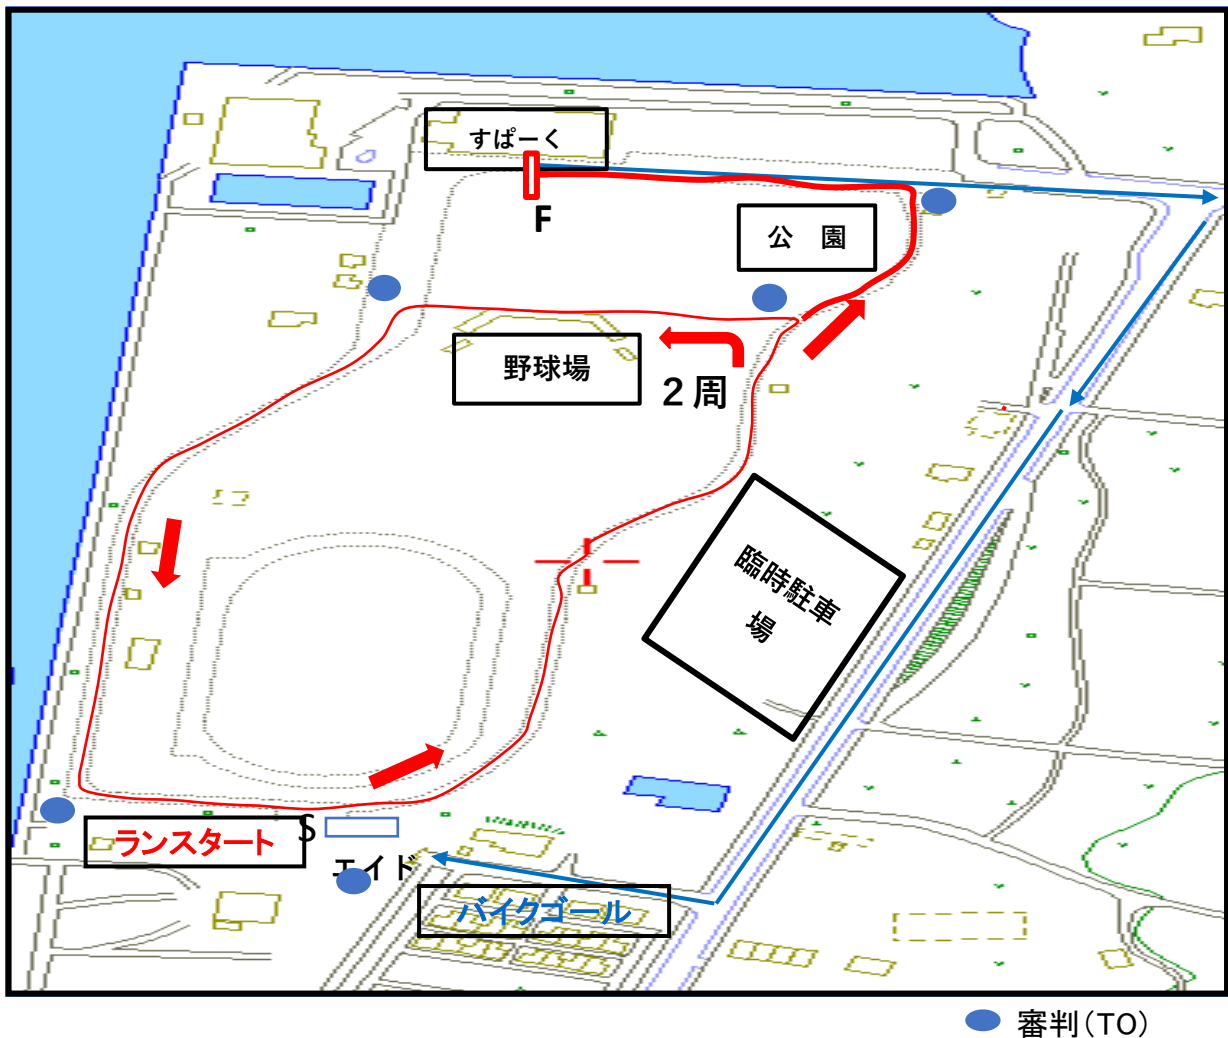 すぱーく
F
公　園
野球場
２周
臨時駐車
場
S
ランスタート
エイド
バイクゴール
審判（TO）